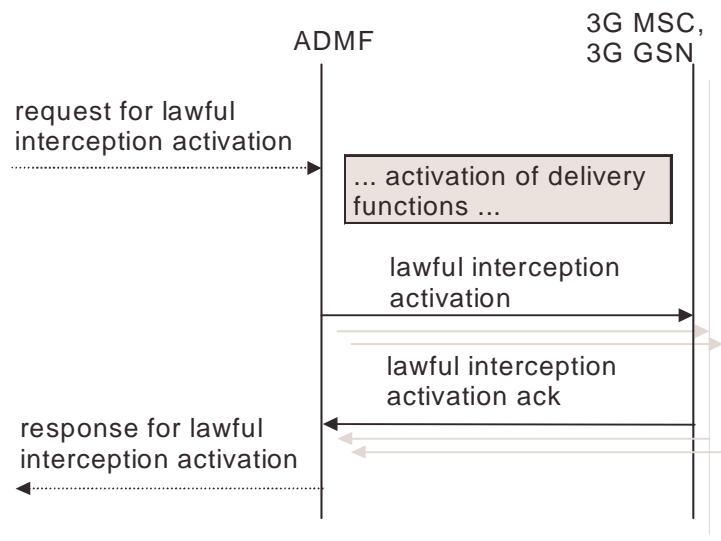 ADMF
3G MSC,
3G GSN
request for lawful
interception activation
... activation of delivery
functions ...
lawful interception
activation
lawful interception
activation ack
response for lawful
interception activation